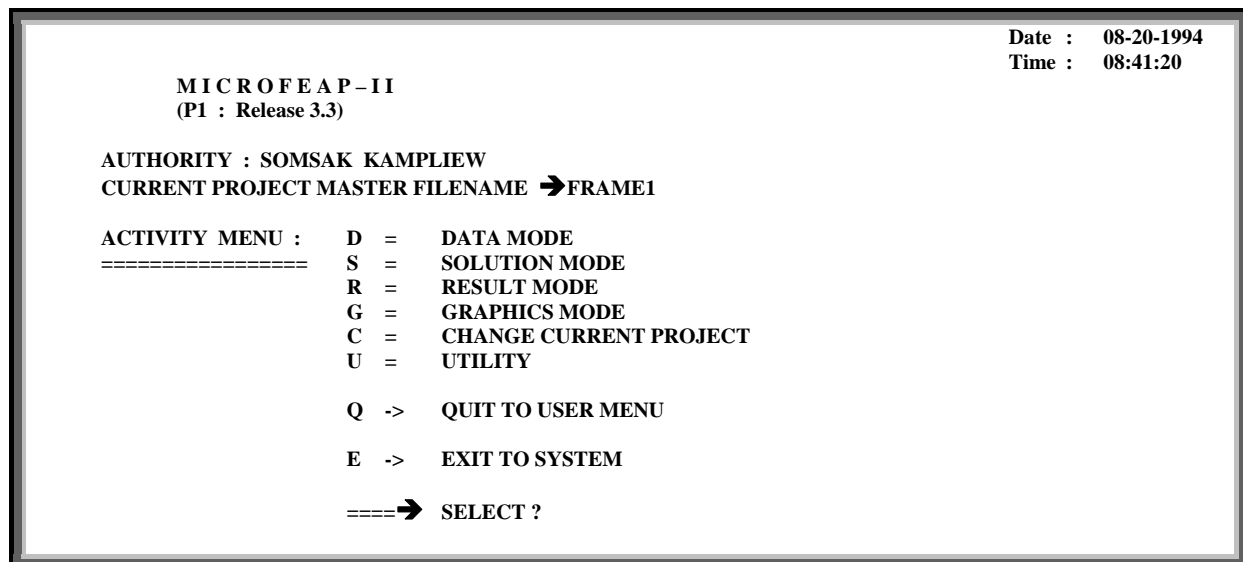 Date : 08-20-1994
Time : 08:41:20
M I C R O F E A P – I I
(P1 : Release 3.3)
AUTHORITY : SOMSAK KAMPLIEW
CURRENT PROJECT MASTER FILENAME ➔FRAME1
ACTIVITY MENU : D = DATA MODE
================= S = SOLUTION MODE
R = RESULT MODE
G = GRAPHICS MODE
C = CHANGE CURRENT PROJECT
U = UTILITY
Q -> QUIT TO USER MENU
E -> EXIT TO SYSTEM
====➔ SELECT ?